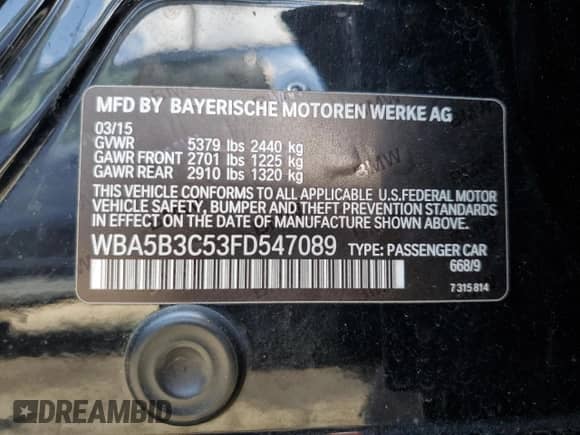 MFD BY BAYERISCHE MOTOREN WERKE AG
03/15
GVWR 5379 lbs 2440 kg
GAWR FRONT 2701 lbs 1225 kg
GAWR REAR 2910 lbs 1320 kg
THIS VEHICLE CONFORMS TO ALL APPLICABLE U.S.FEDERAL MOTOR
VEHICLE SAFETY, BUMPER AND THEFT PREVENTION STANDARDS
IN EFFECT ON THE DATE OF MANUFACTURE SHOWN ABOVE.
WBA5B3C53FD547089 TYPE: PASSENGER CAR
668/9
7 315 814
BMW
DREAMBID